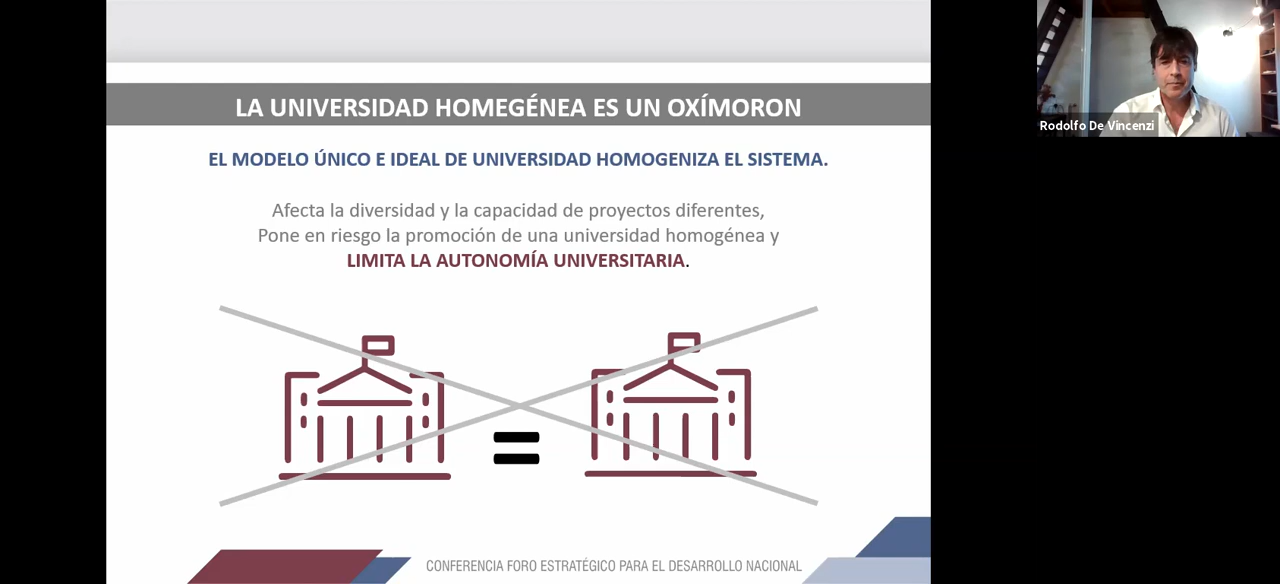 LA UNIVERSIDAD HOMEGÉNEA ES UN OXÍMORON
EL MODELO ÚNICO E IDEAL DE UNIVERSIDAD HOMOGENIZA EL SISTEMA.
Afecta la diversidad y la capacidad de proyectos diferentes,
Pone en riesgo la promoción de una universidad homogénea y
LIMITA LA AUTONOMÍA UNIVERSITARIA.
=
CONFERENCIA FORO ESTRATÉGICO PARA EL DESARROLLO NACIONAL
Rodolfo De Vincenzi